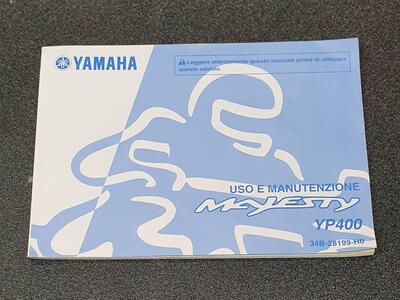 YAMAHA
Leggere attentamente questo manuale prima di utilizzare
questo veicolo.
USO E MANUTENZIONE
MAJESTY
YP400
34B-28199-H0